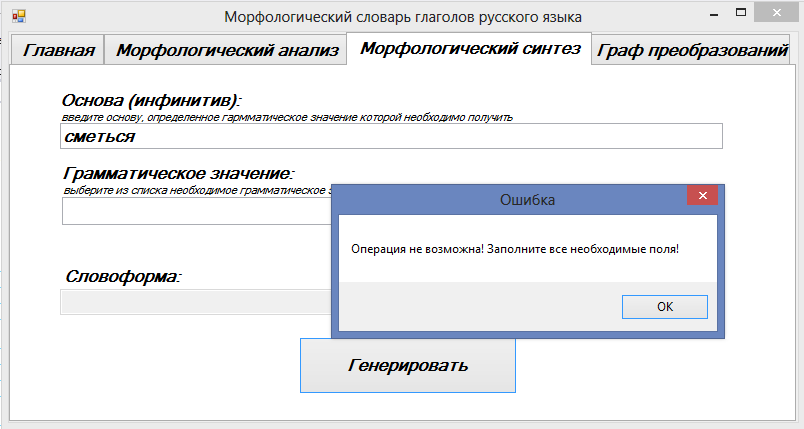 Морфологический словарь глаголов русского языка
Главная Морфологический анализ Морфологический синтез Граф преобразований
Основа (инфинитив):
введите основу, определенное гармматическое значение которой необходимо получить
сметься
Грамматическое значение:
выберите из списка необходимое грамматическое
Ошибка
Операция не возможна! Заполните все необходимые поля!
OK
Словоформа:
Генерировать